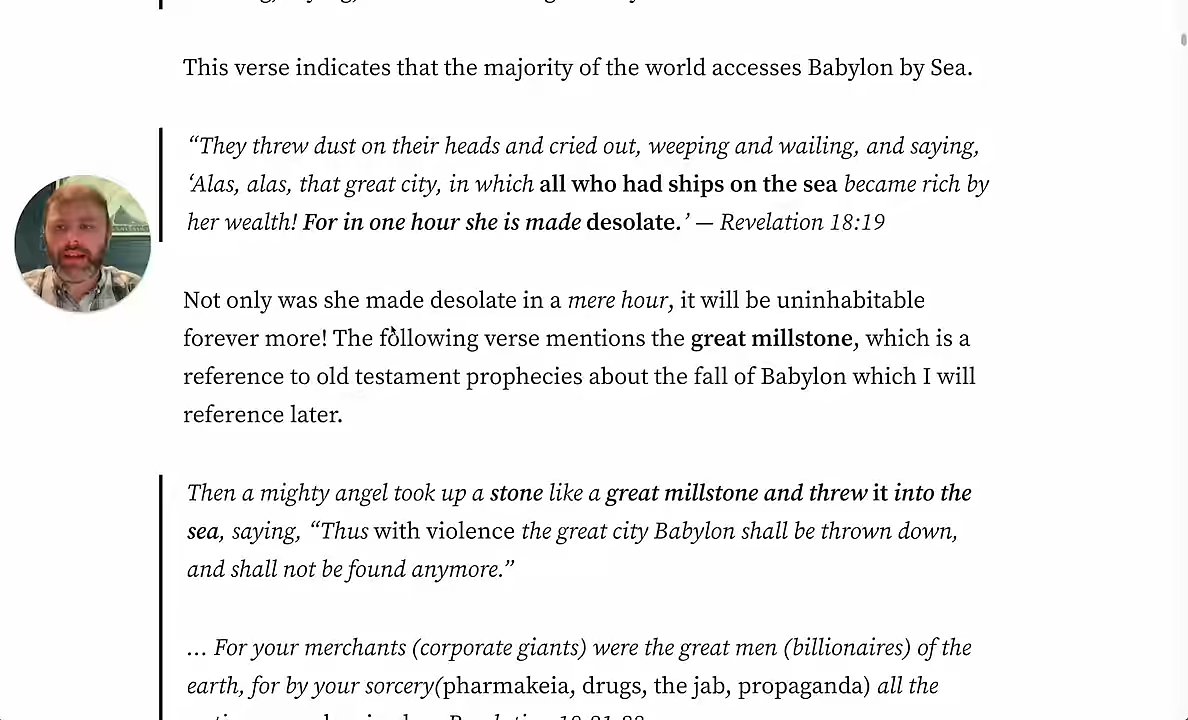 This verse indicates that the majority of the world accesses Babylon by Sea.
“They threw dust on their heads and cried out, weeping and wailing, and saying,
‘Alas, alas, that great city, in which all who had ships on the sea became rich by
her wealth! For in one hour she is made desolate.’ — Revelation 18:19
Not only was she made desolate in a mere hour, it will be uninhabitable
forever more! The following verse mentions the great millstone, which is a
reference to old testament prophecies about the fall of Babylon which I will
reference later.
Then a mighty angel took up a stone like a great millstone and threw it into the
sea, saying, “Thus with violence the great city Babylon shall be thrown down,
and shall not be found anymore.”
… For your merchants (corporate giants) were the great men (billionaires) of the
earth, for by your sorcery(pharmakeia, drugs, the jab, propaganda) all the